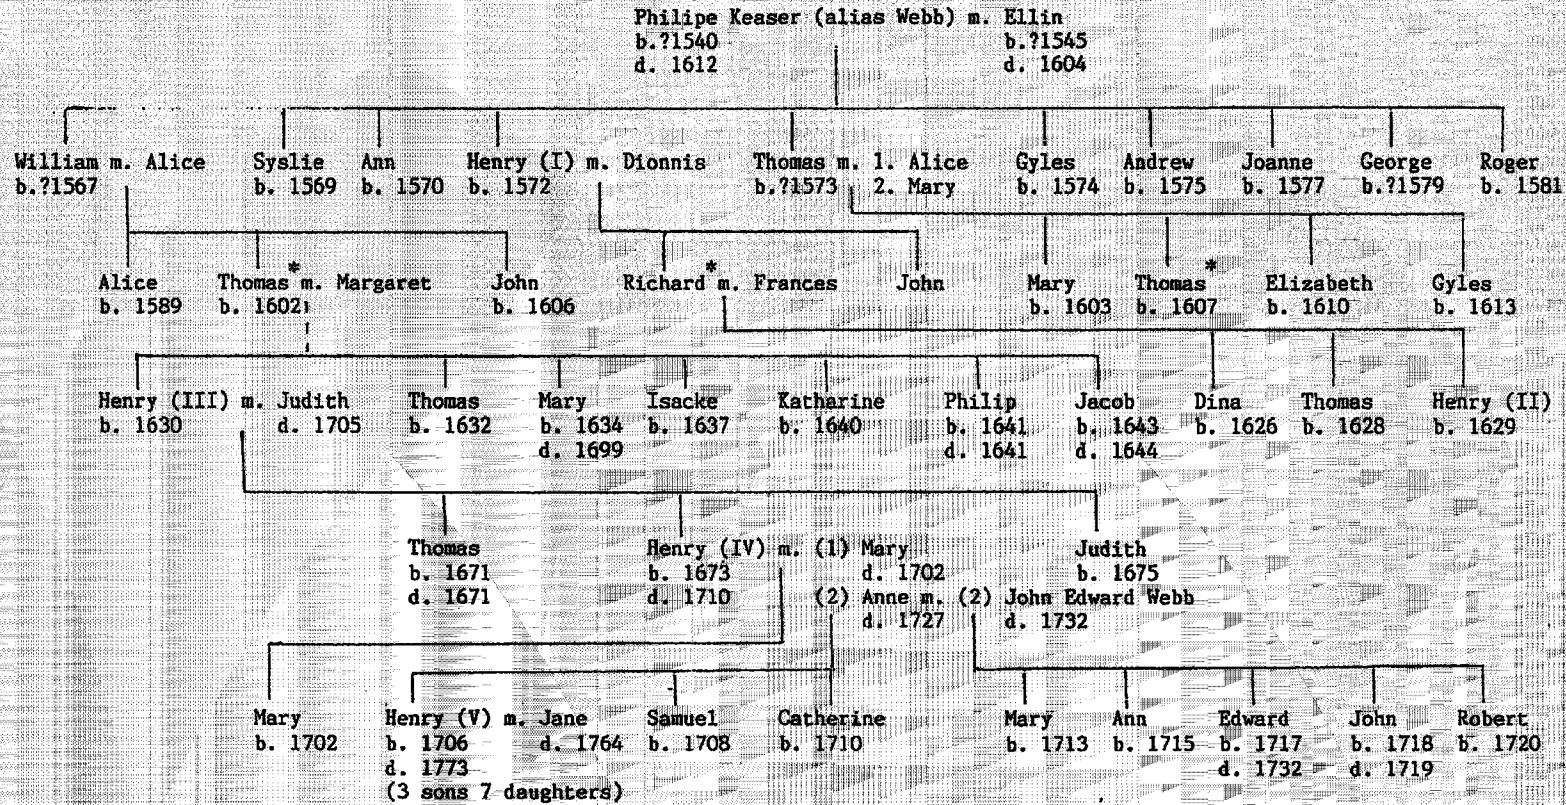 Philipe Keaser (alias Webb) m. Ellin
b.?1540 b.?1545
d. 1612 d. 1604
William m. Alice Syslie Ann Henry (I) m. Dionnis Thomas m. 1. Alice Gyles Andrew Joanne George Roger
b.?1567 b. 1569 b. 1570 b. 1572 b.?1573 2. Mary b. 1574 b. 1575 b. 1577 b.?1579 b. 1581
Alice Thomas* m. Margaret John Richard* m. Frances John Mary Thomas* Elizabeth Gyles
b. 1589 b. 1602 b. 1606 b. 1603 b. 1607 b. 1610 b. 1613
Henry (III) m. Judith Thomas Mary Isacke Katharine Philip Jacob Dina Thomas Henry (II)
b. 1630 d. 1705 b. 1632 b. 1634 b. 1637 b. 1640 b. 1641 b. 1643 b. 1626 b. 1628 b. 1629
d. 1699 d. 1641 d. 1644
Thomas Henry (IV) m. (1) Mary Judith
b. 1671 b. 1673 d. 1702 b. 1675
d. 1671 d. 1710 (2) Anne m. (2) John Edward Webb
d. 1727 d. 1732
Mary Henry (V) m. Jane Samuel Catherine Mary Ann Edward John Robert
b. 1702 b. 1706 d. 1764 b. 1708 b. 1710 b. 1713 b. 1715 b. 1717 b. 1718 b. 1720
d. 1773 d. 1732 d. 1719
(3 sons 7 daughters)